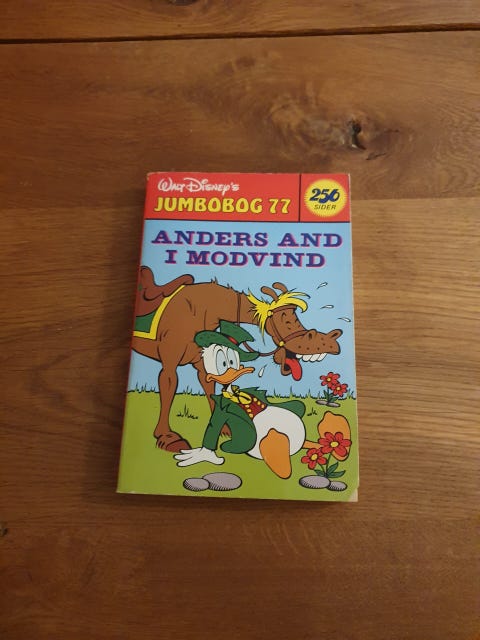 WALT DISNEY'S
JUMBOBOG 77
256
SIDER
ANDERS AND
I MODVIND